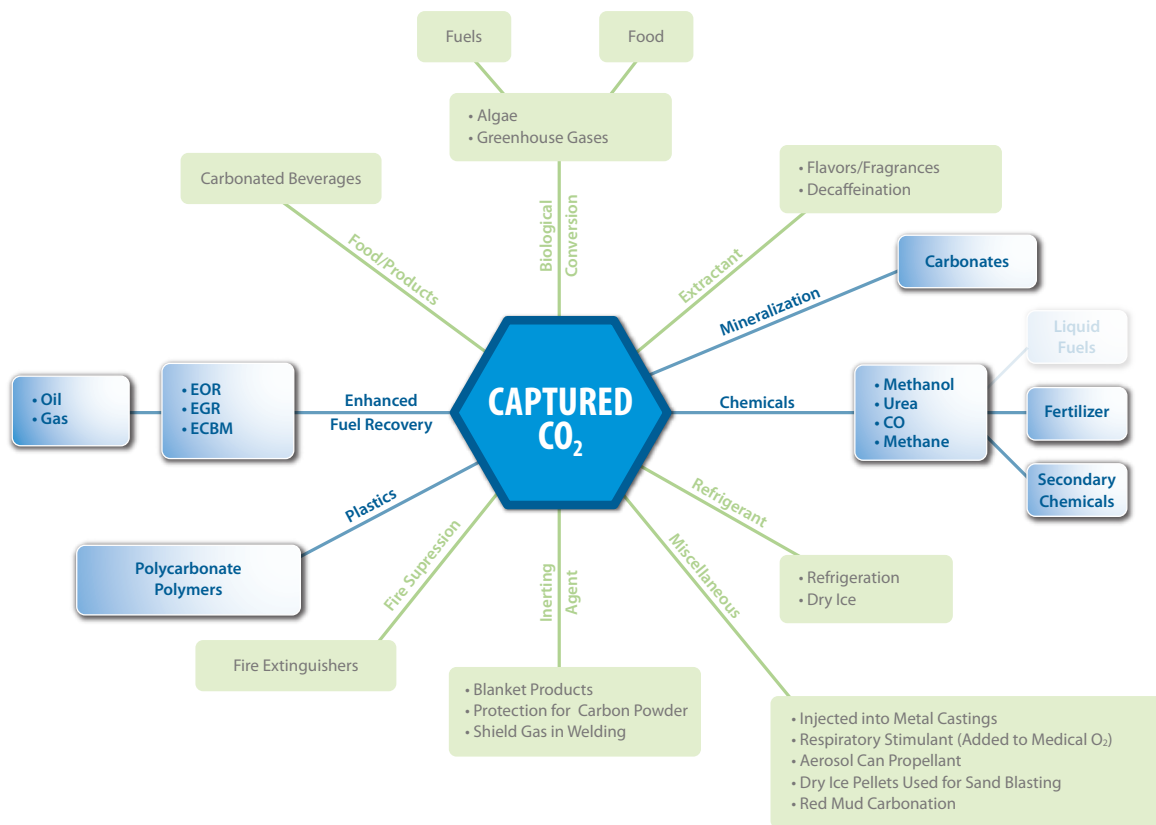 Fuels
Food
• Algae
• Greenhouse Gases
Carbonated Beverages
• Flavors/Fragrances
• Decaffeination
Biological
Conversion
Food/Products
Extractant
Mineralization
Carbonates
Liquid
Fuels
• Oil
• Gas
• EOR
• EGR
• ECBM
Enhanced
Fuel Recovery
CAPTURED
CO₂
Chemicals
• Methanol
• Urea
• CO
• Methane
Fertilizer
Secondary
Chemicals
Plastics
Polycarbonate
Polymers
Fire Supression
Fire Extinguishers
Inerting
Agent
• Blanket Products
• Protection for Carbon Powder
• Shield Gas in Welding
Refrigerant
• Refrigeration
• Dry Ice
Miscellaneous
• Injected into Metal Castings
• Respiratory Stimulant (Added to Medical O₂)
• Aerosol Can Propellant
• Dry Ice Pellets Used for Sand Blasting
• Red Mud Carbonation